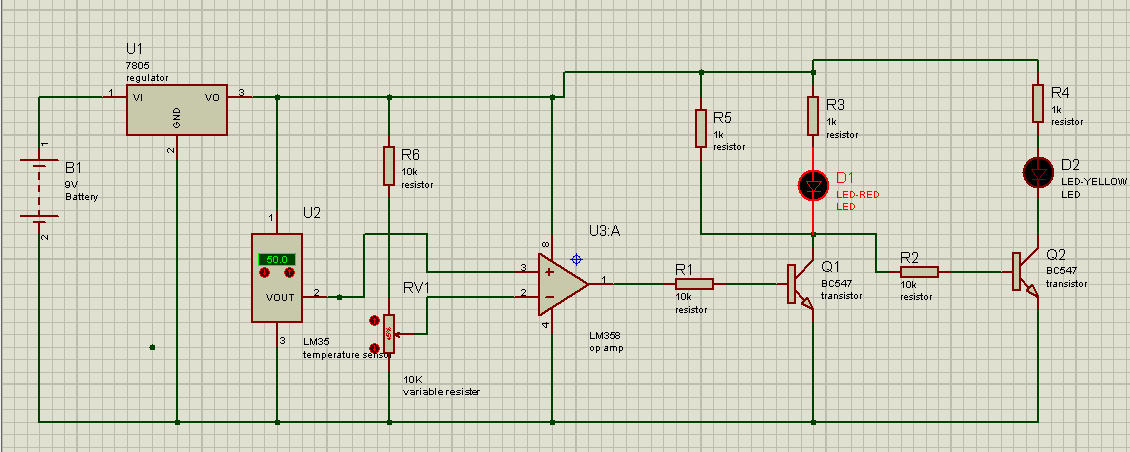 U1
7805
regulator
1
VI
VO
3
GND
2
B1
9V
Battery
1
2
U2
1
50.0
VOUT
2
3
LM35
temperature sensor
R6
10k
resistor
RV1
10K
variable resister
U3:A
8
3
+
2
−
1
4
LM358
op amp
R1
10k
resistor
R5
1k
resistor
R3
1k
resistor
D1
LED-RED
LED
Q1
BC547
transistor
R2
10k
resistor
R4
1k
resistor
D2
LED-YELLOW
LED
Q2
BC547
transistor